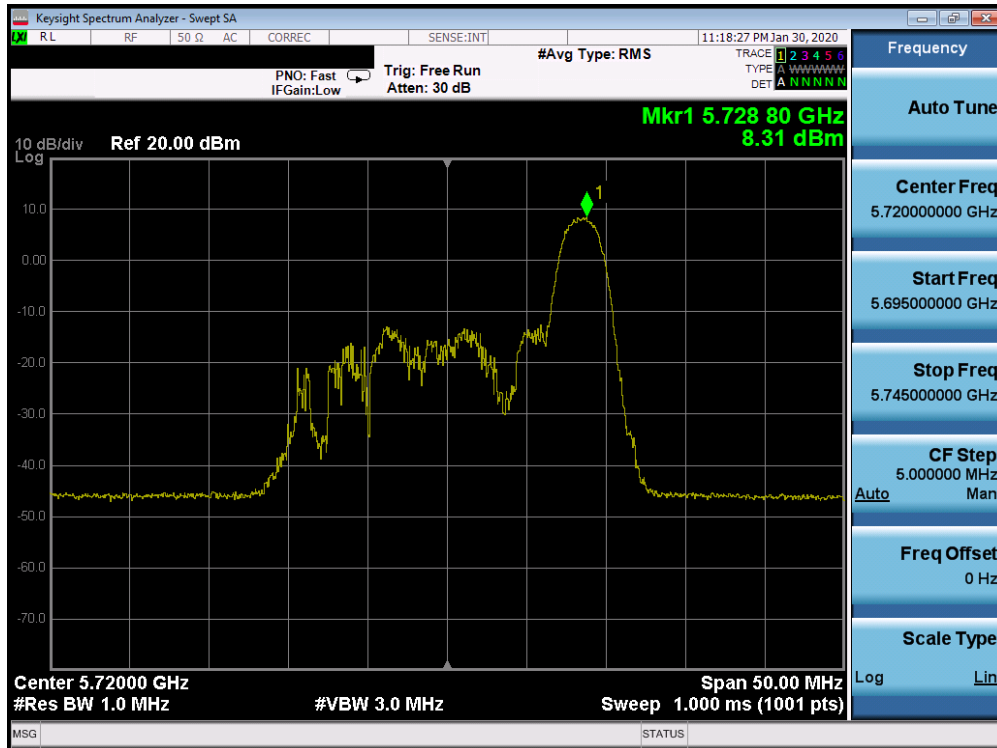 Keysight Spectrum Analyzer - Swept SA
LXI RL RF 50 Ω AC CORREC SENSE:INT 11:18:27 PM Jan 30, 2020
#Avg Type: RMS
TRACE 1 2 3 4 5 6
TYPE A WWWWW
DET A N N N N N
PNO: Fast
IFGain:Low
Trig: Free Run
Atten: 30 dB
Mkr1 5.728 80 GHz
8.31 dBm
10 dB/div Ref 20.00 dBm
Log
1
10.0
0.00
-10.0
-20.0
-30.0
-40.0
-50.0
-60.0
-70.0
Center 5.72000 GHz Span 50.00 MHz
#Res BW 1.0 MHz #VBW 3.0 MHz Sweep 1.000 ms (1001 pts)
MSG STATUS
Frequency
Auto Tune
Center Freq
5.720000000 GHz
Start Freq
5.695000000 GHz
Stop Freq
5.745000000 GHz
CF Step
5.000000 MHz
Auto Man
Freq Offset
0 Hz
Scale Type
Log Lin